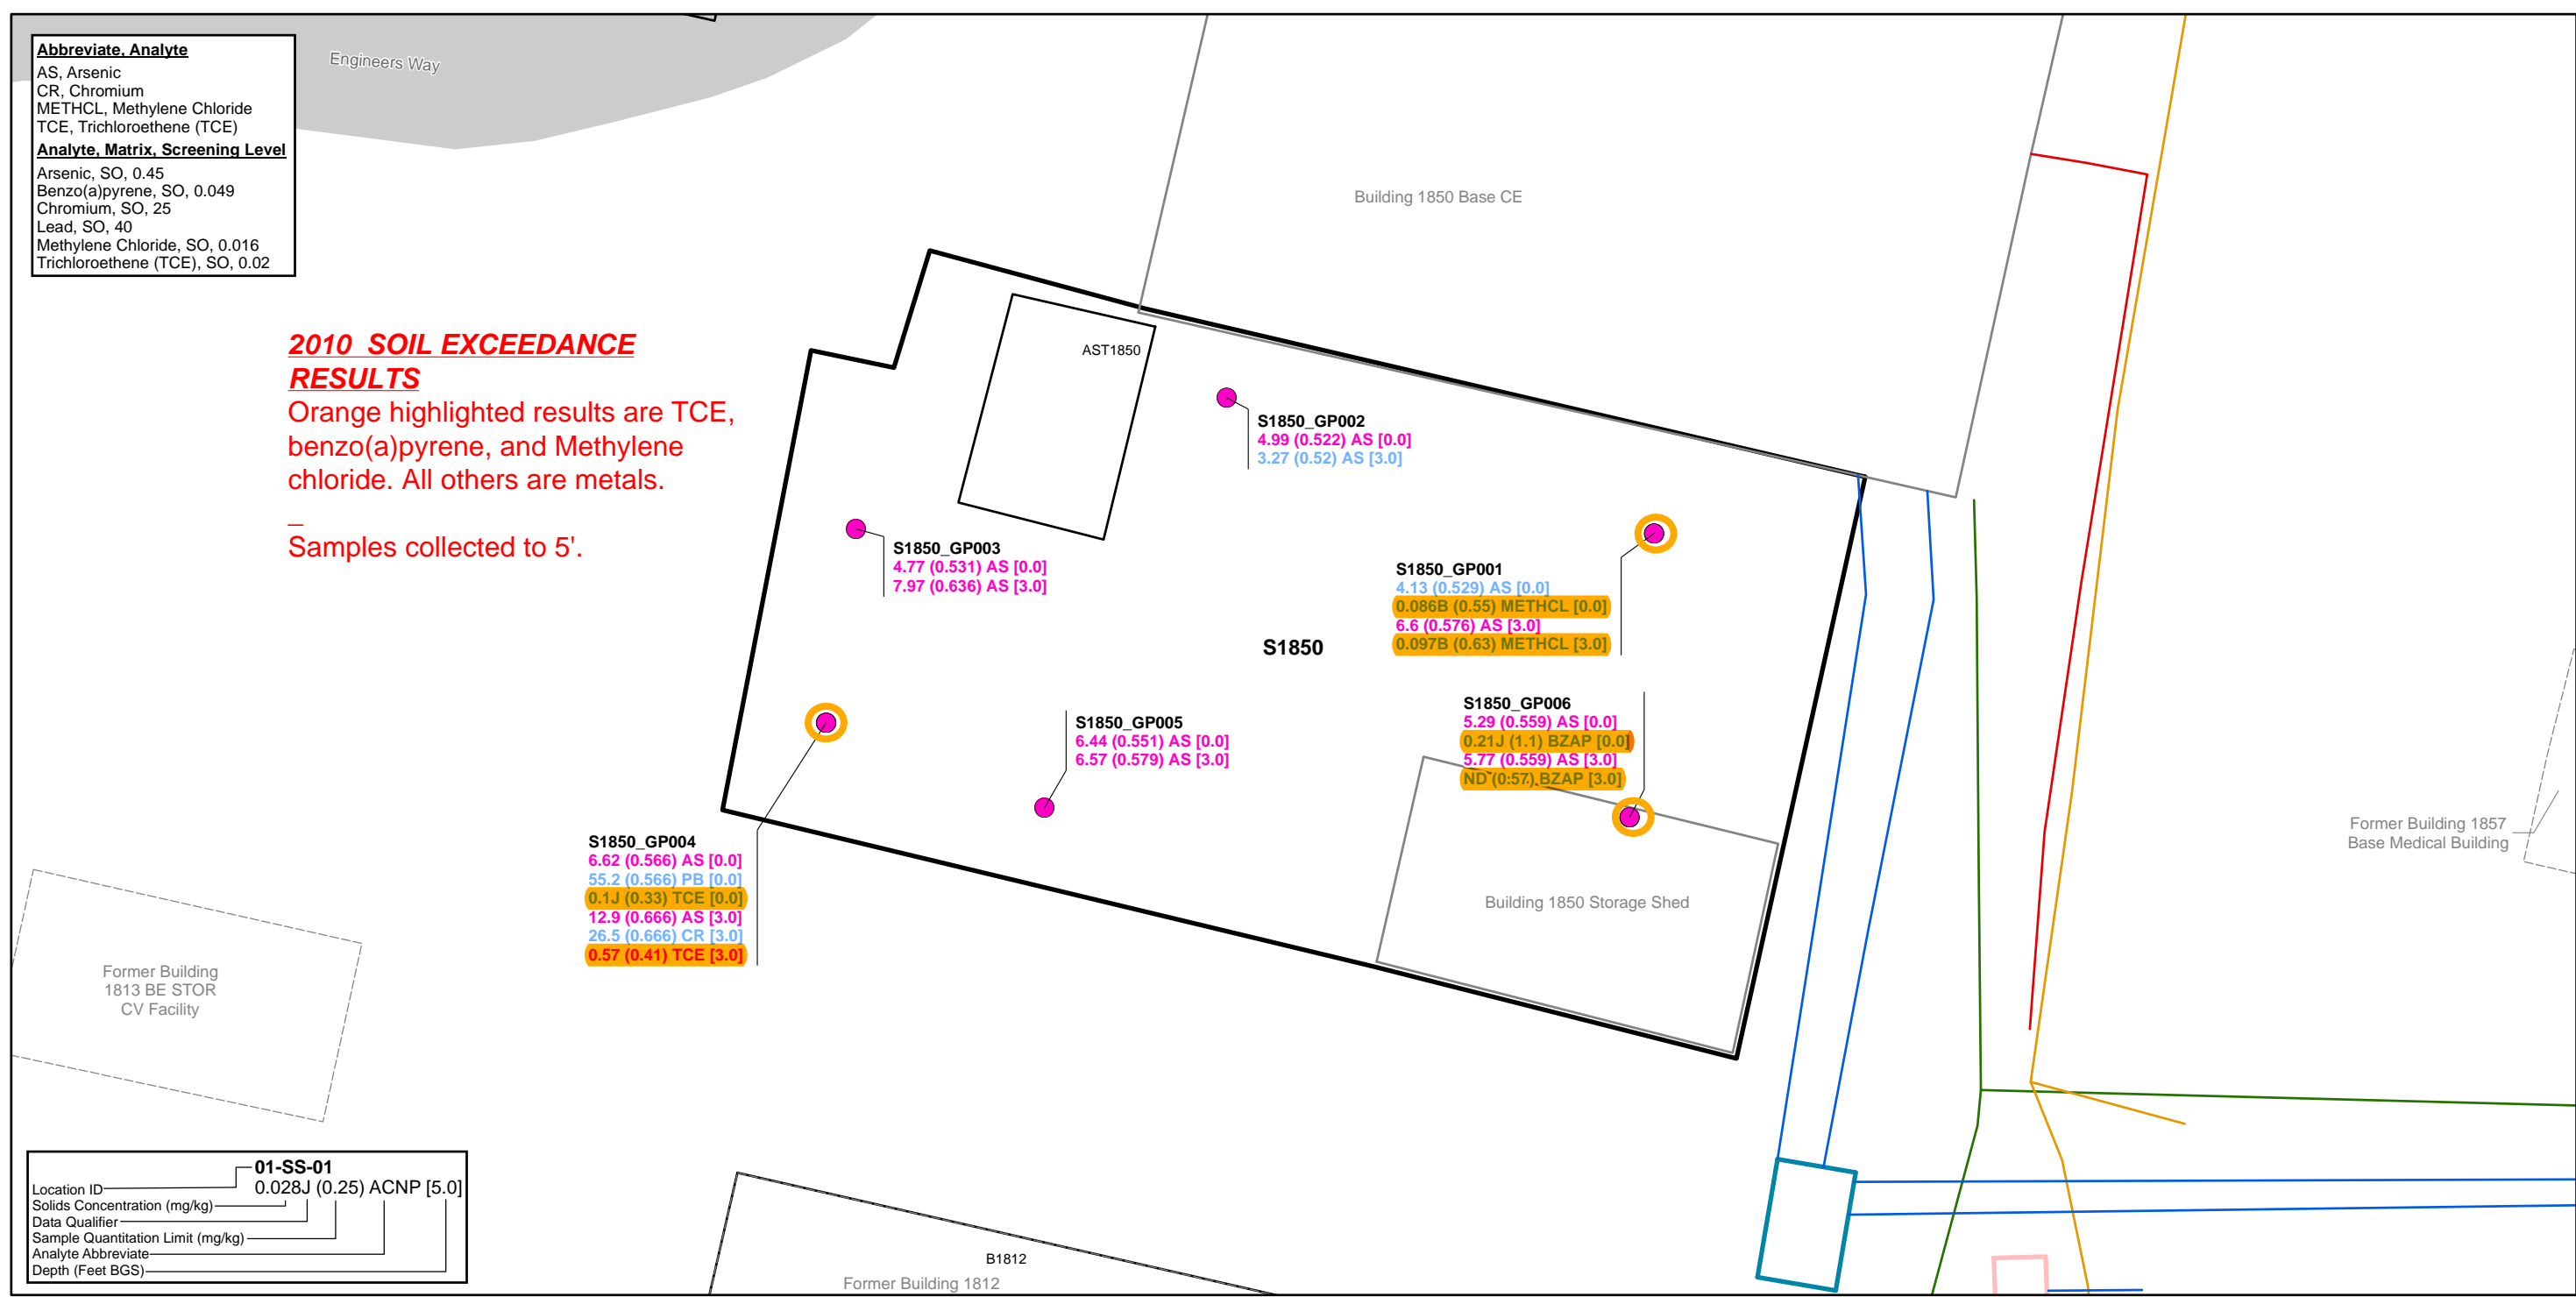 Abbreviate, Analyte
AS, Arsenic
CR, Chromium
METHCL, Methylene Chloride
TCE, Trichloroethene (TCE)
Analyte, Matrix, Screening Level
Arsenic, SO, 0.45
Benzo(a)pyrene, SO, 0.049
Chromium, SO, 25
Lead, SO, 40
Methylene Chloride, SO, 0.016
Trichloroethene (TCE), SO, 0.02
Engineers Way
Building 1850 Base CE
2010 SOIL EXCEEDANCE
RESULTS
Orange highlighted results are TCE,
benzo(a)pyrene, and Methylene
chloride. All others are metals.
_
Samples collected to 5'.
AST1850
S1850_GP002
4.99 (0.522) AS [0.0]
3.27 (0.52) AS [3.0]
S1850_GP003
4.77 (0.531) AS [0.0]
7.97 (0.636) AS [3.0]
S1850_GP001
4.13 (0.529) AS [0.0]
0.086B (0.55) METHCL [0.0]
6.6 (0.576) AS [3.0]
0.097B (0.63) METHCL [3.0]
S1850
S1850_GP005
6.44 (0.551) AS [0.0]
6.57 (0.579) AS [3.0]
S1850_GP006
5.29 (0.559) AS [0.0]
0.21J (1.1) BZAP [0.0]
5.77 (0.559) AS [3.0]
ND (0.57) BZAP [3.0]
S1850_GP004
6.62 (0.566) AS [0.0]
55.2 (0.566) PB [0.0]
0.1J (0.33) TCE [0.0]
12.9 (0.666) AS [3.0]
26.5 (0.666) CR [3.0]
0.57 (0.41) TCE [3.0]
Building 1850 Storage Shed
Former Building 1857
Base Medical Building
Former Building
1813 BE STOR
CV Facility
01-SS-01
0.028J (0.25) ACNP [5.0]
Location ID
Solids Concentration (mg/kg)
Data Qualifier
Sample Quantitation Limit (mg/kg)
Analyte Abbreviate
Depth (Feet BGS)
B1812
Former Building 1812